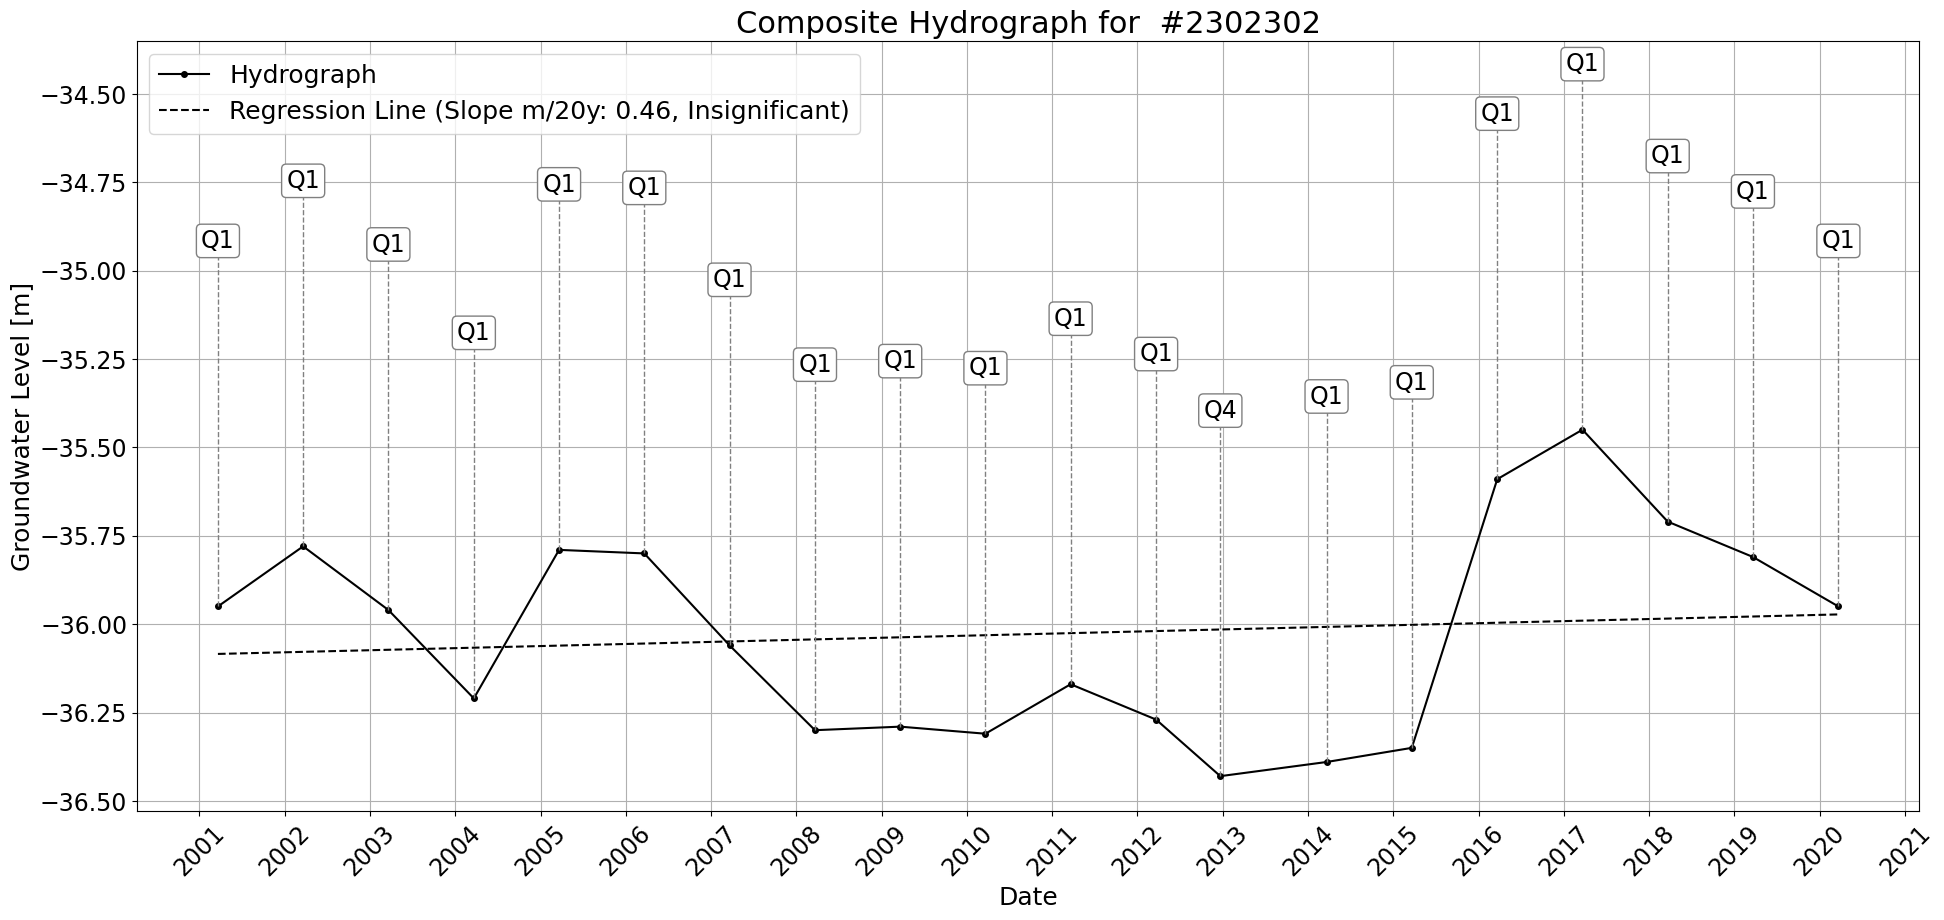 Composite Hydrograph for  #2302302
Hydrograph
Regression Line (Slope m/20y: 0.46, Insignificant)
Groundwater Level [m]
−34.50
−34.75
−35.00
−35.25
−35.50
−35.75
−36.00
−36.25
−36.50
Q1
Q1
Q1
Q1
Q1
Q1
Q1
Q1
Q1
Q1
Q1
Q1
Q4
Q1
Q1
Q1
Q1
Q1
Q1
Q1
2001
2002
2003
2004
2005
2006
2007
2008
2009
2010
2011
2012
2013
2014
2015
2016
2017
2018
2019
2020
2021
Date